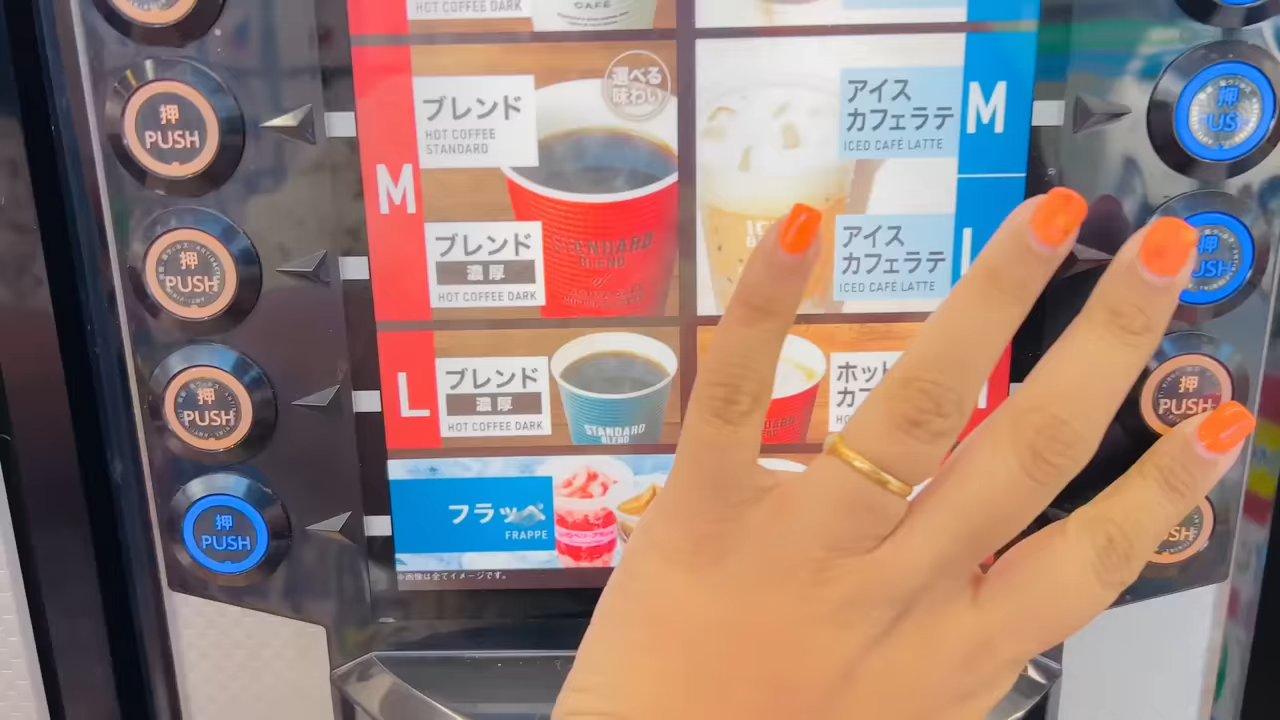 HOT COFFEE DARK
CAFÉ
押
PUSH
M
ブレンド
HOT COFFEE
STANDARD
選べる
味わい
アイス
カフェラテ
ICED CAFÉ LATTE
M
押
押
PUSH
ブレンド
濃厚
HOT COFFEE DARK
STANDARD
BLEND
アイス
カフェラテ
ICED CAFÉ LATTE
押
PUSH
押
PUSH
L
ブレンド
濃厚
HOT COFFEE DARK
STANDARD
BLEND
ホット
押
PUSH
押
PUSH
フラッペ
FRAPPE
※画像は全てイメージです。